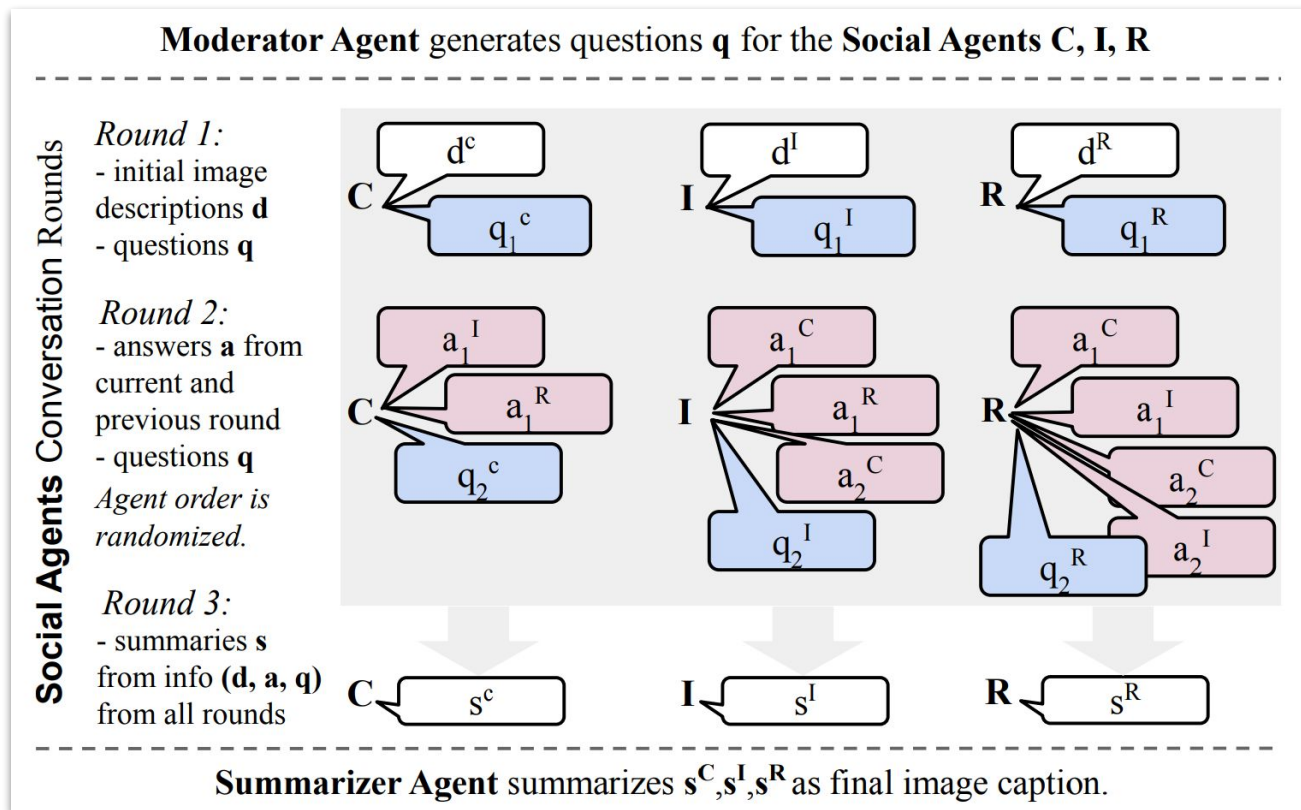 Moderator Agent generates questions q for the Social Agents C, I, R
Social Agents Conversation Rounds
Round 1:
- initial image
descriptions d
- questions q
d^c
d^I
d^R
C
I
R
q_1^c
q_1^I
q_1^R
Round 2:
- answers a from
current and
previous round
- questions q
Agent order is
randomized.
C
a_1^I
a_1^R
q_2^c
I
a_1^C
a_1^R
a_2^C
q_2^I
R
a_1^C
a_1^I
a_2^C
a_2^I
q_2^R
Round 3:
- summaries s
from info (d, a, q)
from all rounds
C
s^c
I
s^I
R
s^R
Summarizer Agent summarizes s^C,s^I,s^R as final image caption.